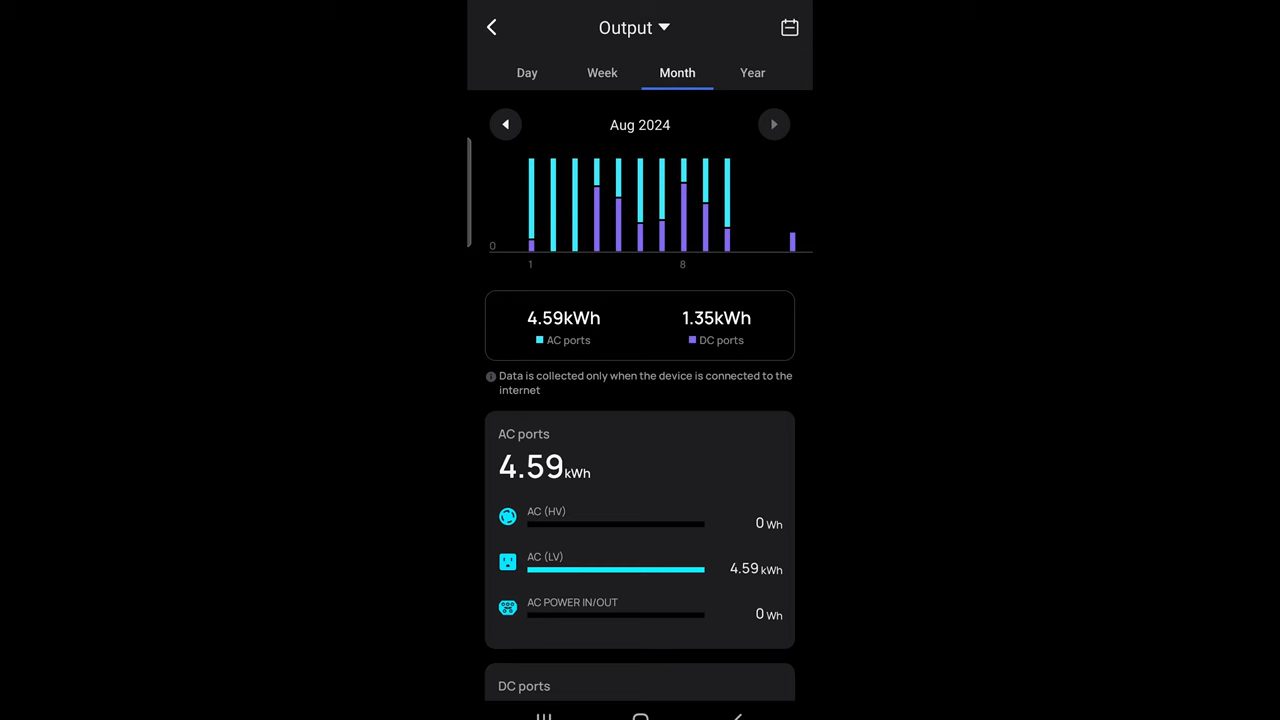 Output
Day Week Month Year
Aug 2024
0
1 8
4.59kWh 1.35kWh
AC ports DC ports
Data is collected only when the device is connected to the
internet
AC ports
4.59kWh
AC (HV)
0 Wh
AC (LV)
4.59 kWh
AC POWER IN/OUT
0 Wh
DC ports